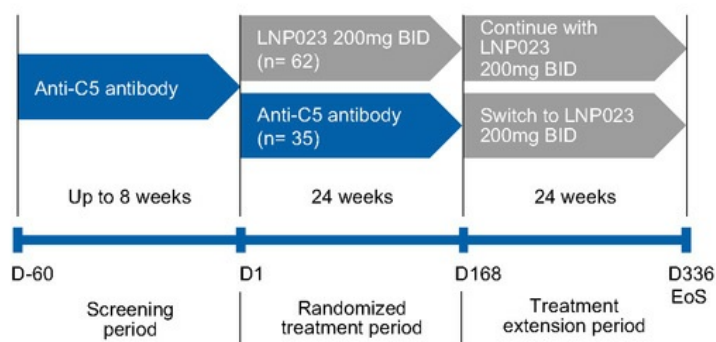 Anti-C5 antibody
LNP023 200mg BID
(n= 62)
Continue with
LNP023
200mg BID
Anti-C5 antibody
(n= 35)
Switch to LNP023
200mg BID
Up to 8 weeks
24 weeks
24 weeks
D-60
D1
D168
D336
EoS
Screening
period
Randomized
treatment period
Treatment
extension period